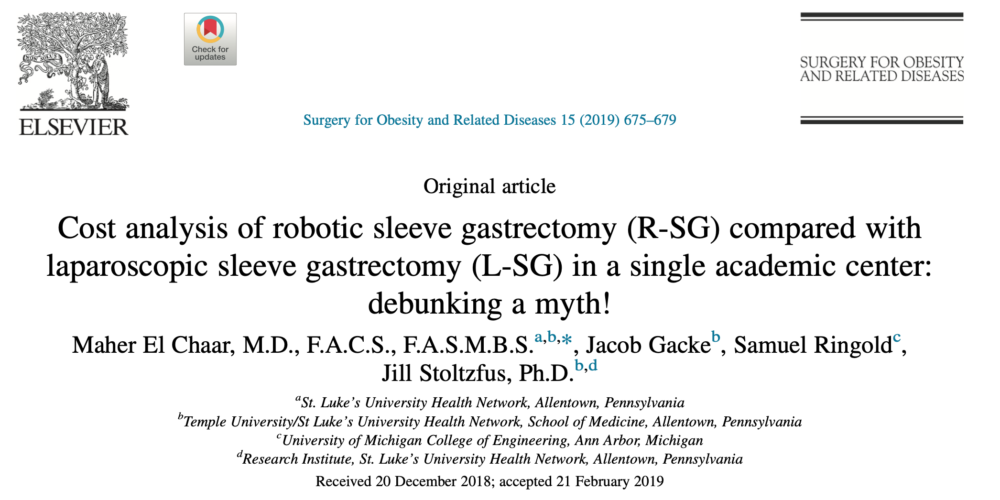 NON SOLUS
ELSEVIER
Check for
updates
SURGERY FOR OBESITY
AND RELATED DISEASES
Surgery for Obesity and Related Diseases 15 (2019) 675–679
Original article
Cost analysis of robotic sleeve gastrectomy (R-SG) compared with
laparoscopic sleeve gastrectomy (L-SG) in a single academic center:
debunking a myth!
Maher El Chaar, M.D., F.A.C.S., F.A.S.M.B.S.a,b,*, Jacob Gackeb, Samuel Ringoldc,
Jill Stoltzfus, Ph.D.b,d
aSt. Luke’s University Health Network, Allentown, Pennsylvania
bTemple University/St Luke’s University Health Network, School of Medicine, Allentown, Pennsylvania
cUniversity of Michigan College of Engineering, Ann Arbor, Michigan
dResearch Institute, St. Luke’s University Health Network, Allentown, Pennsylvania
Received 20 December 2018; accepted 21 February 2019